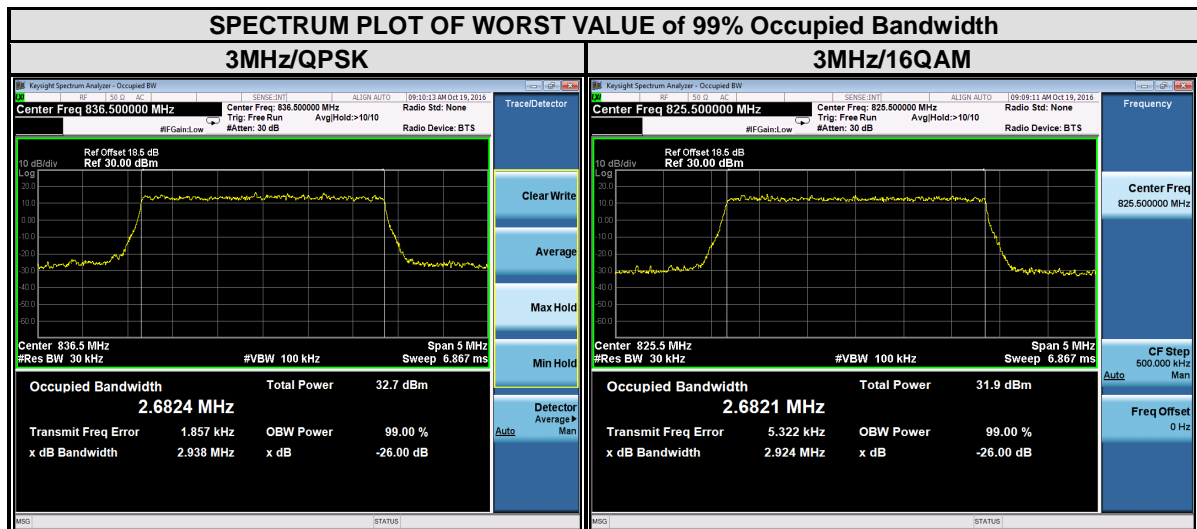 SPECTRUM PLOT OF WORST VALUE of 99% Occupied Bandwidth
3MHz/QPSK
Keysight Spectrum Analyzer - Occupied BW
RF 50 Ω AC SENSE:INT ALIGN AUTO 09:10:13 AM Oct 19, 2016
Center Freq 836.500000 MHz
Center Freq: 836.500000 MHz
Radio Std: None
Trig: Free Run Avg|Hold:>10/10
#IFGain:Low #Atten: 30 dB Radio Device: BTS
Ref Offset 18.5 dB
10 dB/div Ref 30.00 dBm
Log
20.0
10.0
0.00
-10.0
-20.0
-30.0
-40.0
-50.0
-60.0
Center 836.5 MHz Span 5 MHz
#Res BW 30 kHz #VBW 100 kHz Sweep 6.867 ms
Occupied Bandwidth Total Power 32.7 dBm
2.6824 MHz
Transmit Freq Error 1.857 kHz OBW Power 99.00 %
x dB Bandwidth 2.938 MHz x dB -26.00 dB
MSG STATUS
Trace/Detector
Clear Write
Average
Max Hold
Min Hold
Detector
Average▶
Auto Man
3MHz/16QAM
Keysight Spectrum Analyzer - Occupied BW
RF 50 Ω AC SENSE:INT ALIGN AUTO 09:09:11 AM Oct 19, 2016
Center Freq 825.500000 MHz
Center Freq: 825.500000 MHz
Radio Std: None
Trig: Free Run Avg|Hold:>10/10
#IFGain:Low #Atten: 30 dB Radio Device: BTS
Ref Offset 18.5 dB
10 dB/div Ref 30.00 dBm
Log
20.0
10.0
0.00
-10.0
-20.0
-30.0
-40.0
-50.0
-60.0
Center 825.5 MHz Span 5 MHz
#Res BW 30 kHz #VBW 100 kHz Sweep 6.867 ms
Occupied Bandwidth Total Power 31.9 dBm
2.6821 MHz
Transmit Freq Error 5.322 kHz OBW Power 99.00 %
x dB Bandwidth 2.924 MHz x dB -26.00 dB
MSG STATUS
Frequency
Center Freq
825.500000 MHz
CF Step
500.000 kHz
Auto Man
Freq Offset
0 Hz